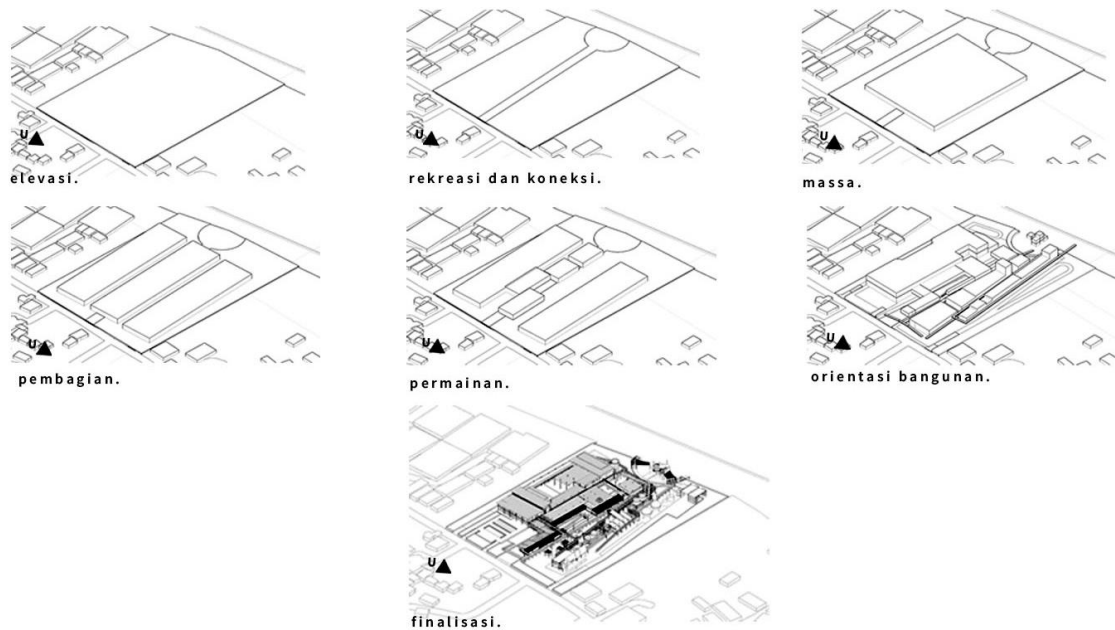 U
elevasi.
U
rekreasi dan koneksi.
U
massa.
U
pembagian.
U
permainan.
U
orientasi bangunan.
U
finalisasi.